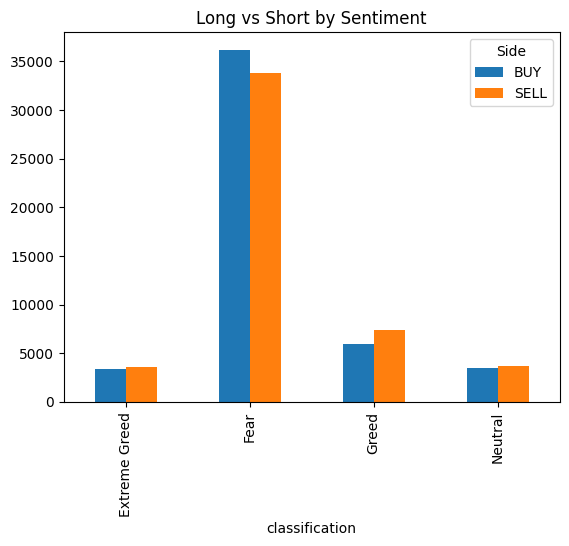 Long vs Short by Sentiment
Side
BUY
SELL
35000
30000
25000
20000
15000
10000
5000
0
Extreme Greed
Fear
Greed
Neutral
classification